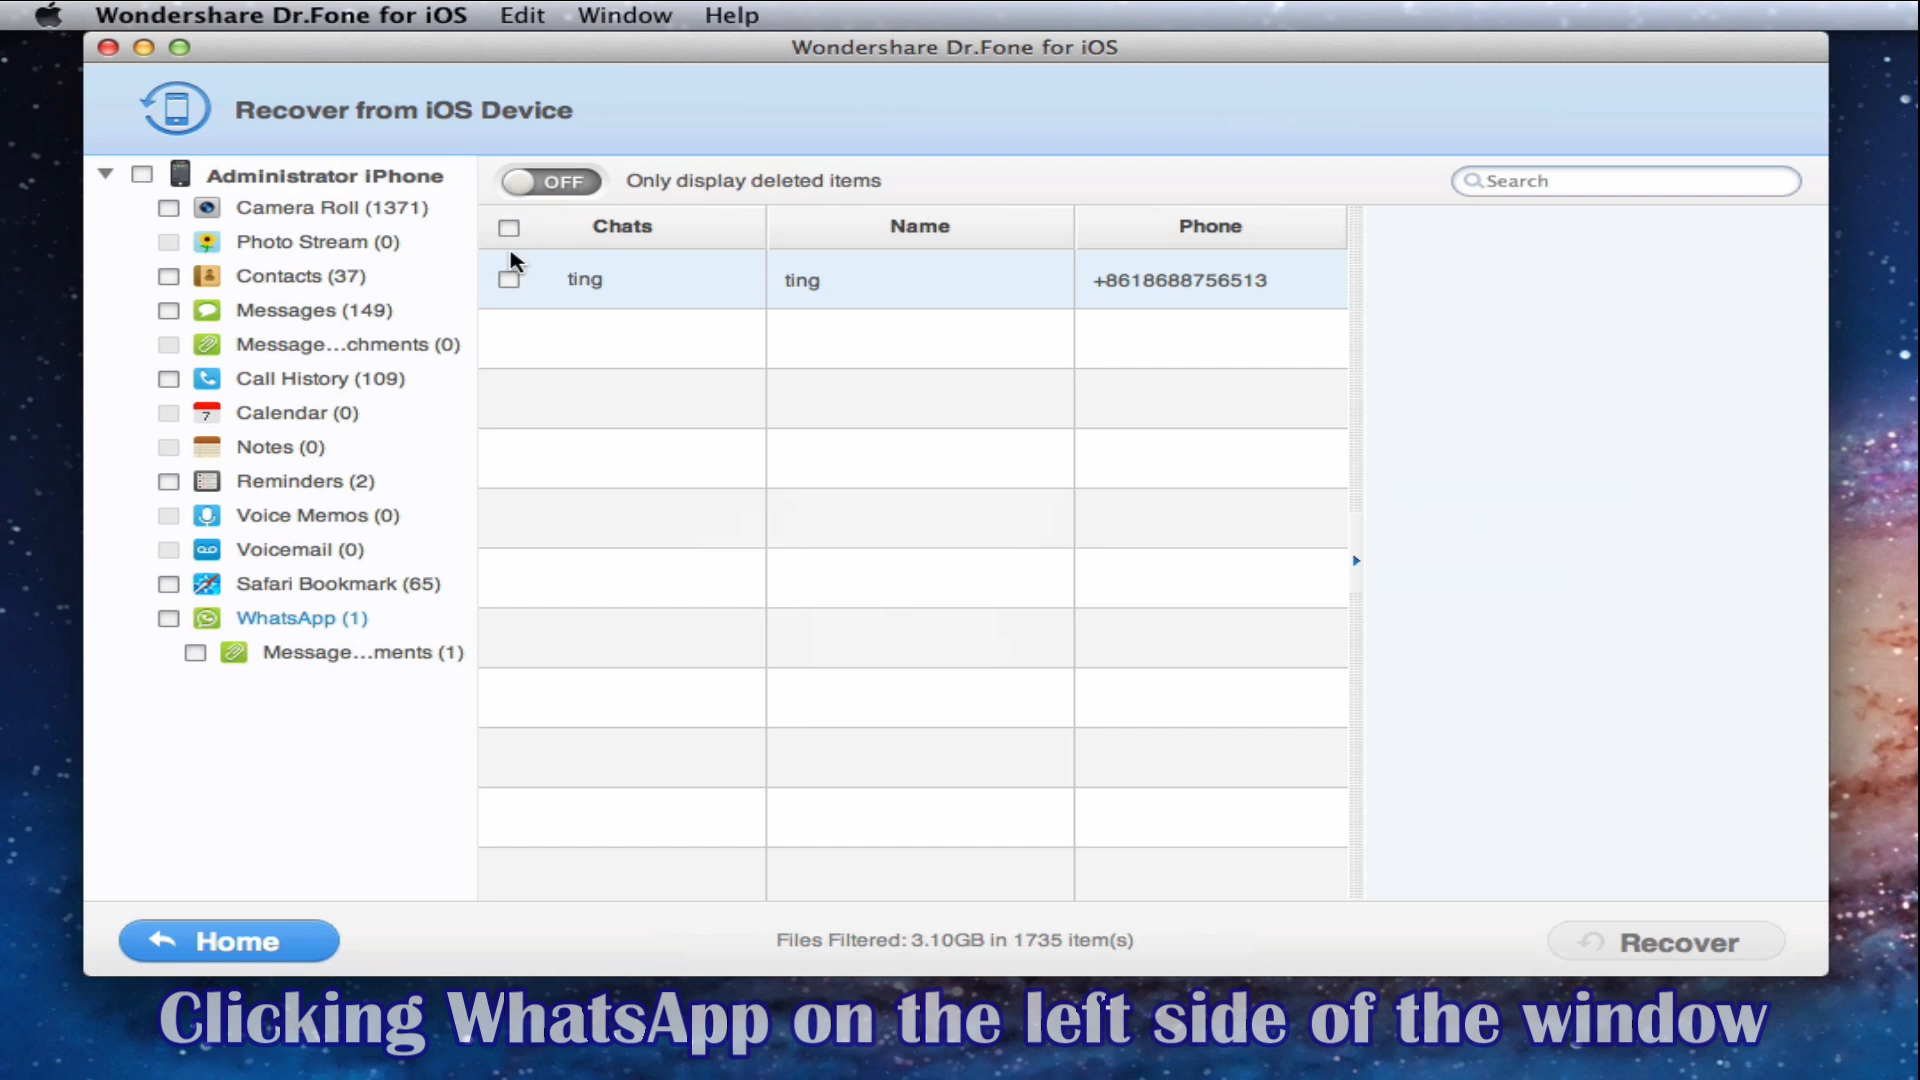 Wondershare Dr.Fone for iOS Edit Window Help
Wondershare Dr.Fone for iOS
Recover from iOS Device
Administrator iPhone
Camera Roll (1371)
Photo Stream (0)
Contacts (37)
Messages (149)
Message...chments (0)
Call History (109)
7 Calendar (0)
Notes (0)
Reminders (2)
Voice Memos (0)
Voicemail (0)
Safari Bookmark (65)
WhatsApp (1)
Message...ments (1)
OFF Only display deleted items
Search
Chats Name Phone
ting ting +8618688756513
Home
Files Filtered: 3.10GB in 1735 item(s)
Recover
Clicking WhatsApp on the left side of the window